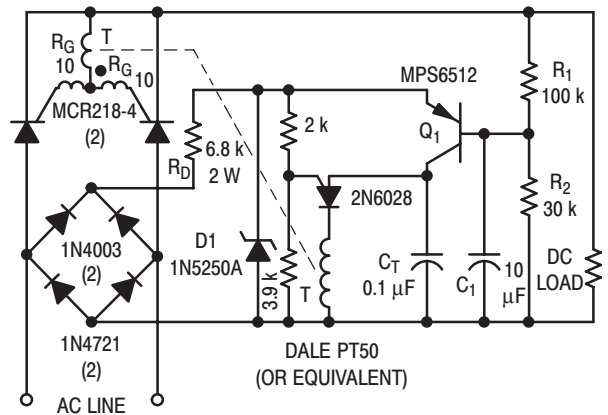 R_G
10
T
R_G 10
MCR218-4
(2)
MPS6512
R_1
100 k
2 k
Q_1
6.8 k
2 W
R_D
2N6028
R_2
30 k
1N4003
(2)
D1
1N5250A
3.9 k
T
C_T
0.1 µF
C_1
10
µF
DC
LOAD
1N4721
(2)
DALE PT50
(OR EQUIVALENT)
AC LINE